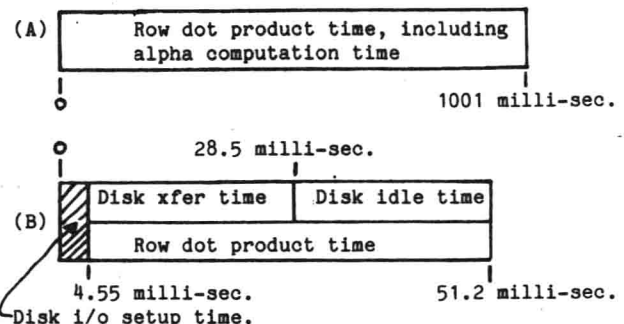 (A) Row dot product time, including
alpha computation time
0 1001 milli-sec.
0 28.5 milli-sec.
Disk xfer time Disk idle time
(B)
Row dot product time
4.55 milli-sec. 51.2 milli-sec.
Disk i/o setup time.